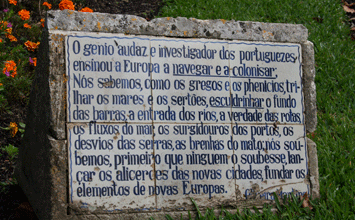 O genio audaz e investigador dos portuguezes
ensinou a Europa a navegar e a colonisar;
Nós sabemos, como os gregos e os phenicios, tri-
lhar os mares, e os sertões, esculdrinhar o fundo
das barras, a entrada dos rios, a verdade das rotas,
os fluxos do mar, os surgidouros dos portos, os
desvios das serras, as brenhas do mato; nós sou-
bemos, primeiro que ninguem o soubesse, lan-
çar os alicerces das novas cidades, fundar os
elementos de novas Europas.
Martins